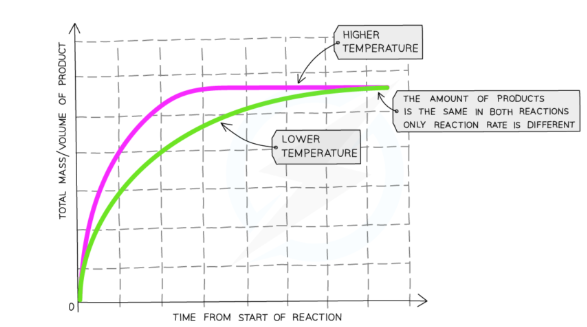 HIGHER
TEMPERATURE
THE AMOUNT OF PRODUCTS
IS THE SAME IN BOTH REACTIONS
ONLY REACTION RATE IS DIFFERENT
LOWER
TEMPERATURE
TOTAL MASS/VOLUME OF PRODUCT
0
TIME FROM START OF REACTION